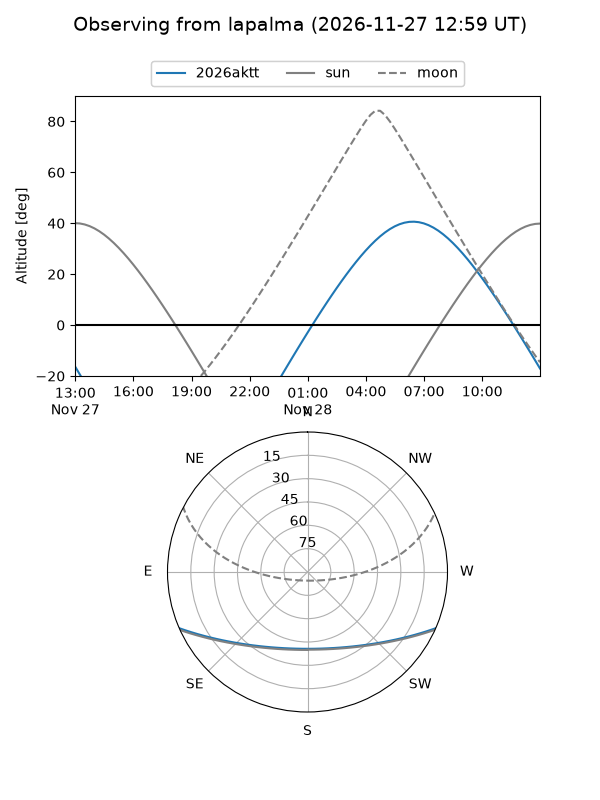 Observing from lapalma (2026-11-27 12:59 UT)
2026aktt sun moon
Altitude [deg]
80
60
40
20
0
−20
13:00 16:00 19:00 22:00 01:00 04:00 07:00 10:00
Nov 27 Nov 28
N
NE NW
15
30
45
60
75
E W
SE SW
S